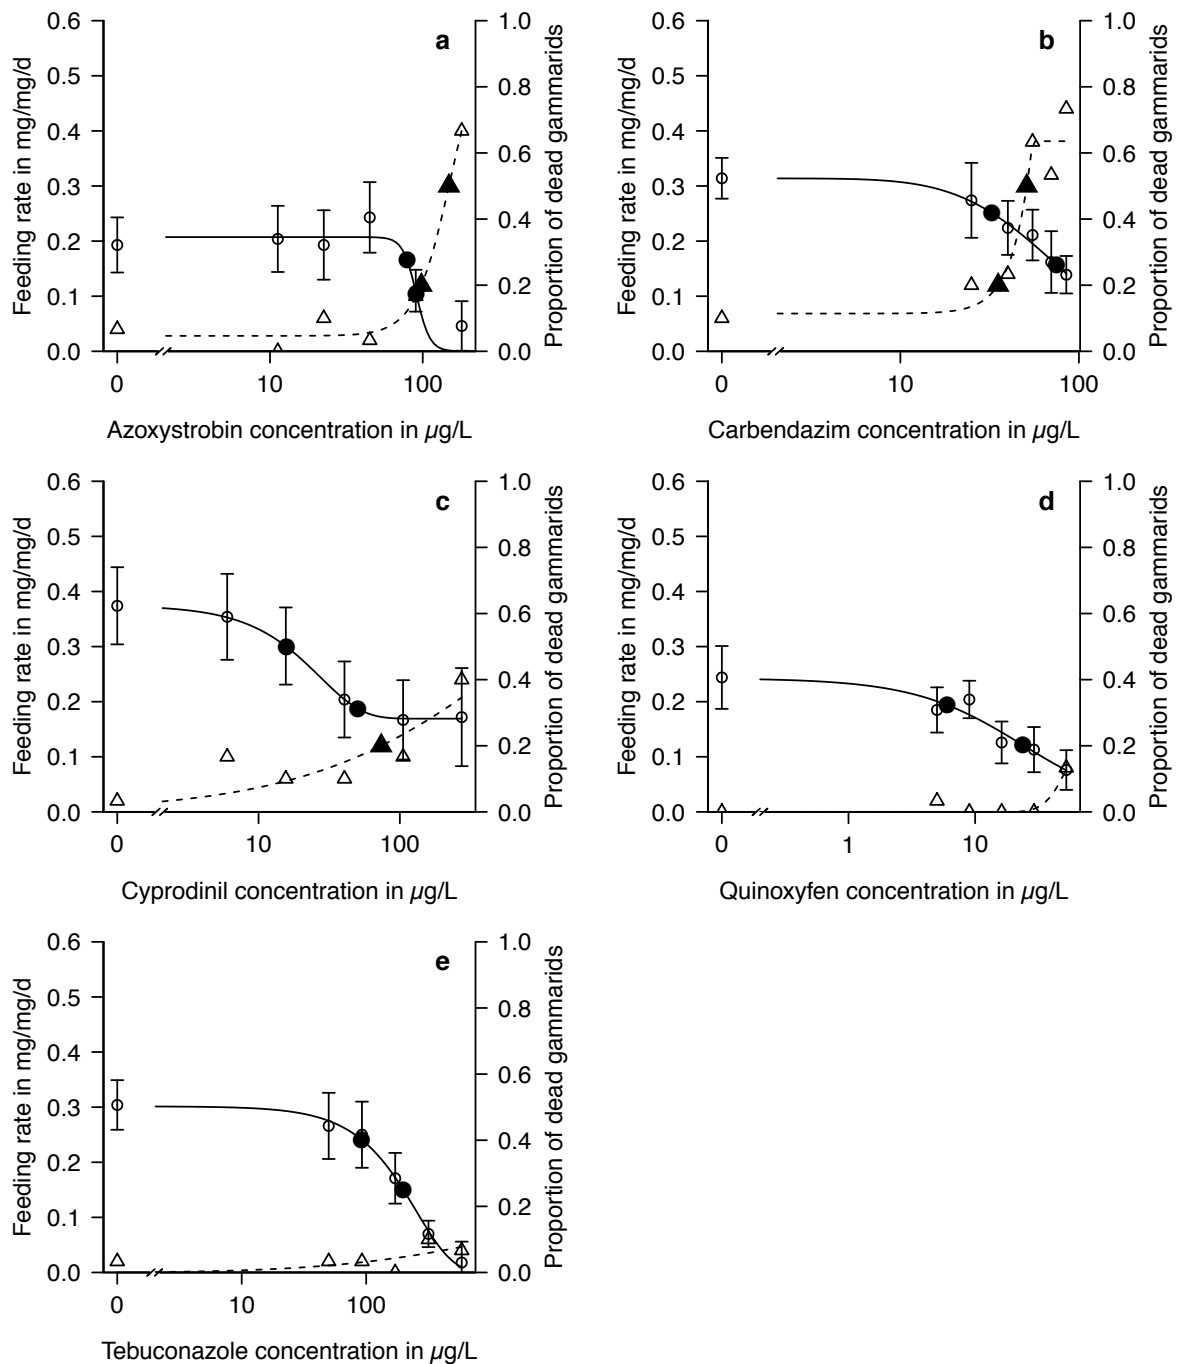 a
0.6
0.5
0.4
0.3
0.2
0.1
0.0
Feeding rate in mg/mg/d
1.0
0.8
0.6
0.4
0.2
0.0
Proportion of dead gammarids
0 10 100
Azoxystrobin concentration in µg/L
b
0.6
0.5
0.4
0.3
0.2
0.1
0.0
Feeding rate in mg/mg/d
1.0
0.8
0.6
0.4
0.2
0.0
Proportion of dead gammarids
0 10 100
Carbendazim concentration in µg/L
c
0.6
0.5
0.4
0.3
0.2
0.1
0.0
Feeding rate in mg/mg/d
1.0
0.8
0.6
0.4
0.2
0.0
Proportion of dead gammarids
0 10 100
Cyprodinil concentration in µg/L
d
0.6
0.5
0.4
0.3
0.2
0.1
0.0
Feeding rate in mg/mg/d
1.0
0.8
0.6
0.4
0.2
0.0
Proportion of dead gammarids
0 1 10
Quinoxyfen concentration in µg/L
e
0.6
0.5
0.4
0.3
0.2
0.1
0.0
Feeding rate in mg/mg/d
1.0
0.8
0.6
0.4
0.2
0.0
Proportion of dead gammarids
0 10 100
Tebuconazole concentration in µg/L